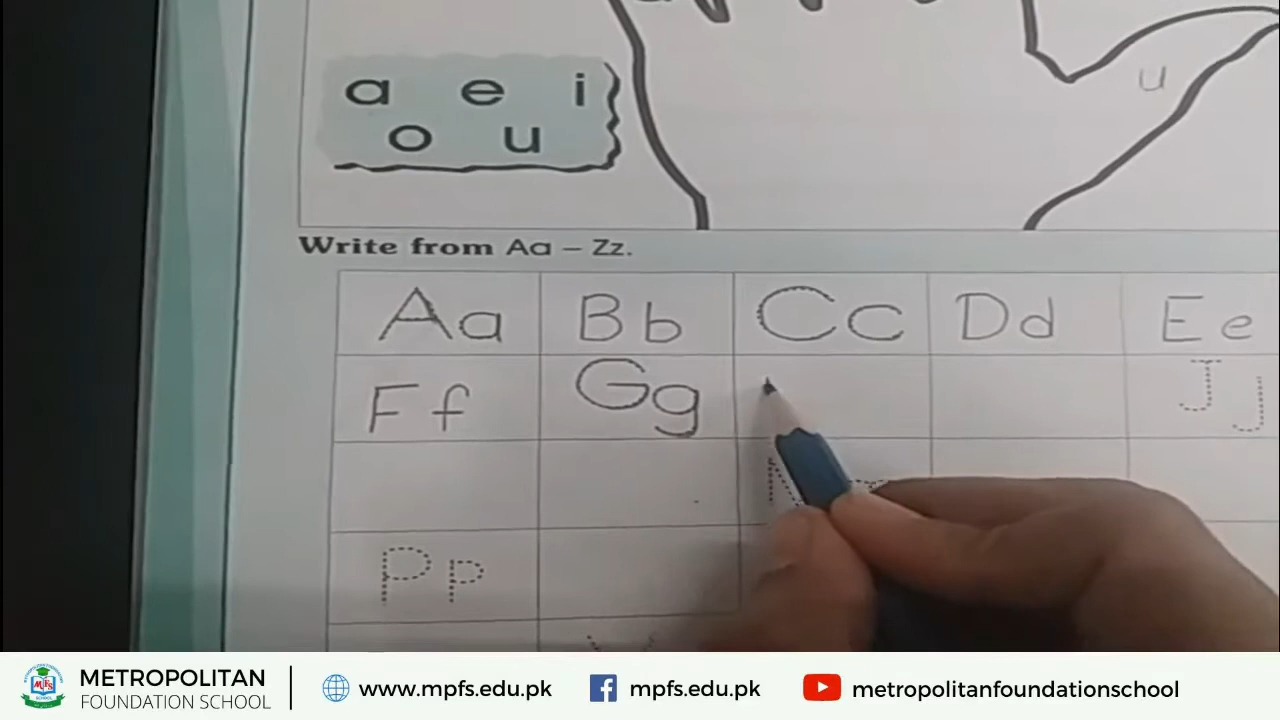 a e i
o u
u
Write from Aa – Zz.
Aa Bb Cc Dd Ee
Ff Gg Jj
N
Pp
METROPOLITAN
FOUNDATION SCHOOL
www.mpfs.edu.pk
mpfs.edu.pk
metropolitanfoundationschool